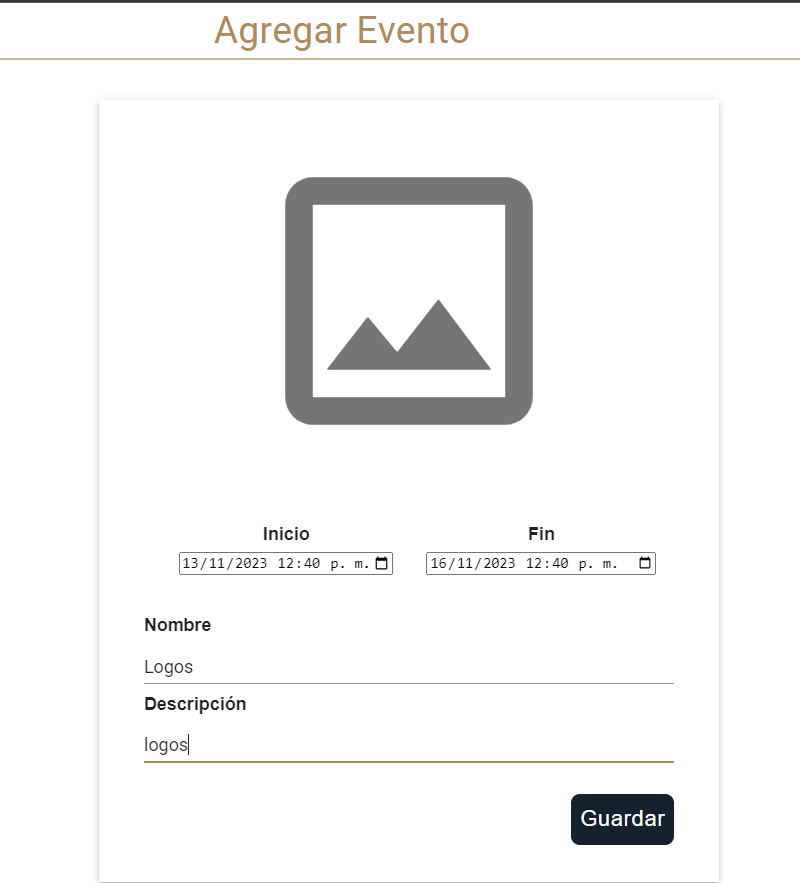 Agregar Evento
Inicio
Fin
13/11/2023 12:40 p. m.
16/11/2023 12:40 p. m.
Nombre
Logos
Descripción
logos
Guardar